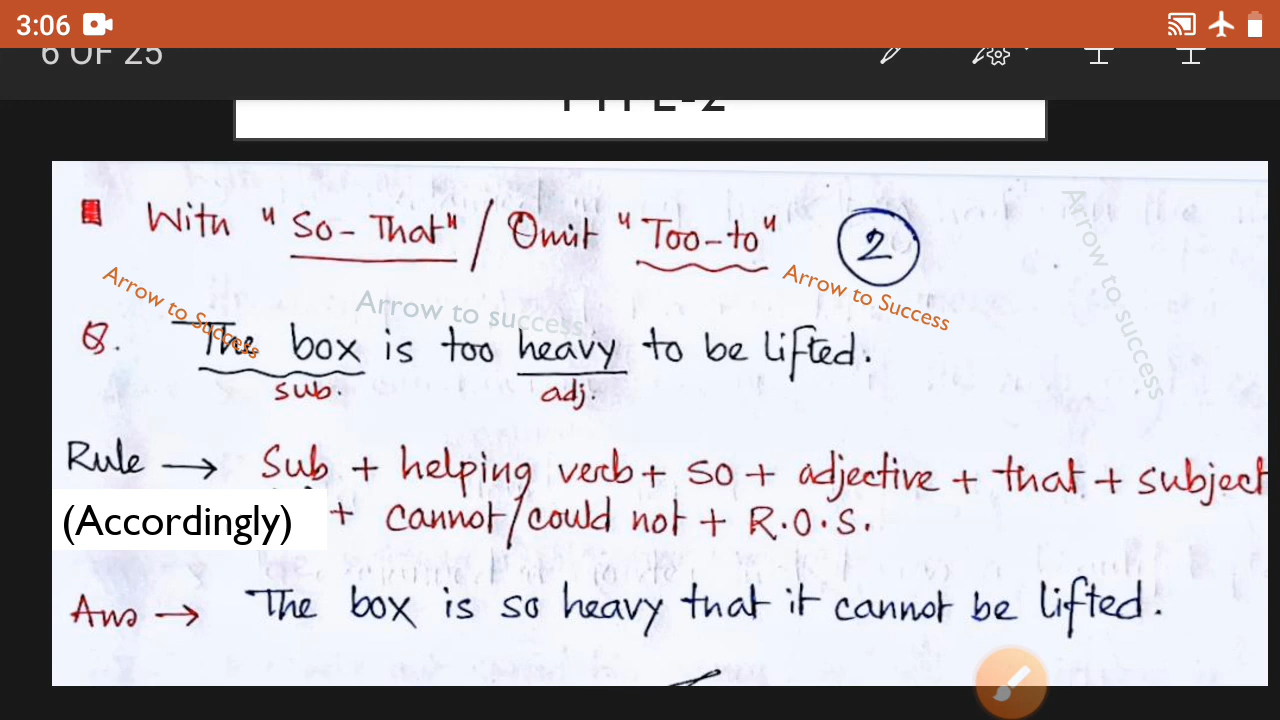 3:06
6 OF 25
TYPE-2
With "So-That" / Omit "Too-to" 2
Arrow to Success
Arrow to success
Arrow to Success
Arrow to success
Q. The box is too heavy to be lifted.
sub. adj.
Rule → Sub + helping verb + so + adjective + that + subject
(Accordingly) + cannot/could not + R.O.S.
Ans → The box is so heavy that it cannot be lifted.